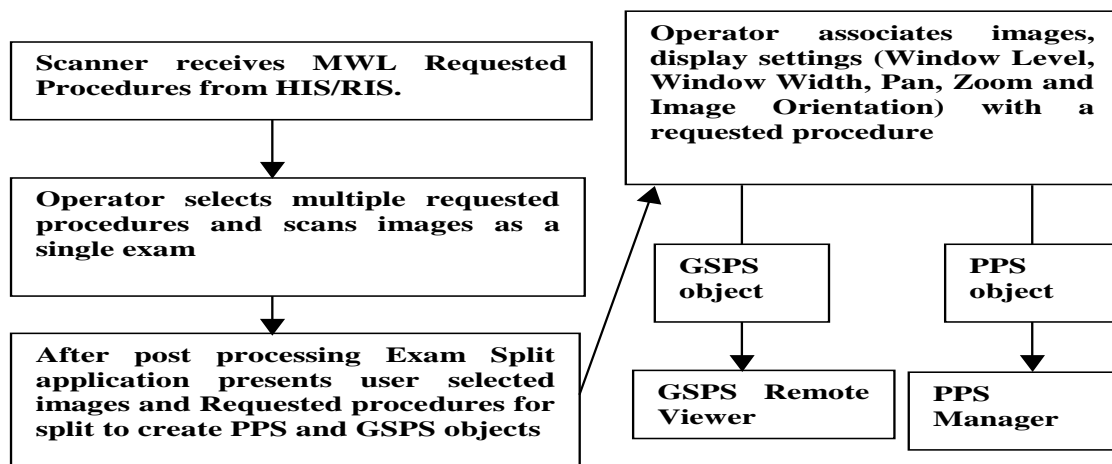 Scanner receives MWL Requested
Procedures from HIS/RIS.
Operator selects multiple requested
procedures and scans images as a
single exam
After post processing Exam Split
application presents user selected
images and Requested procedures for
split to create PPS and GSPS objects
Operator associates images,
display settings (Window Level,
Window Width, Pan, Zoom and
Image Orientation) with a
requested procedure
GSPS
object
PPS
object
GSPS Remote
Viewer
PPS
Manager